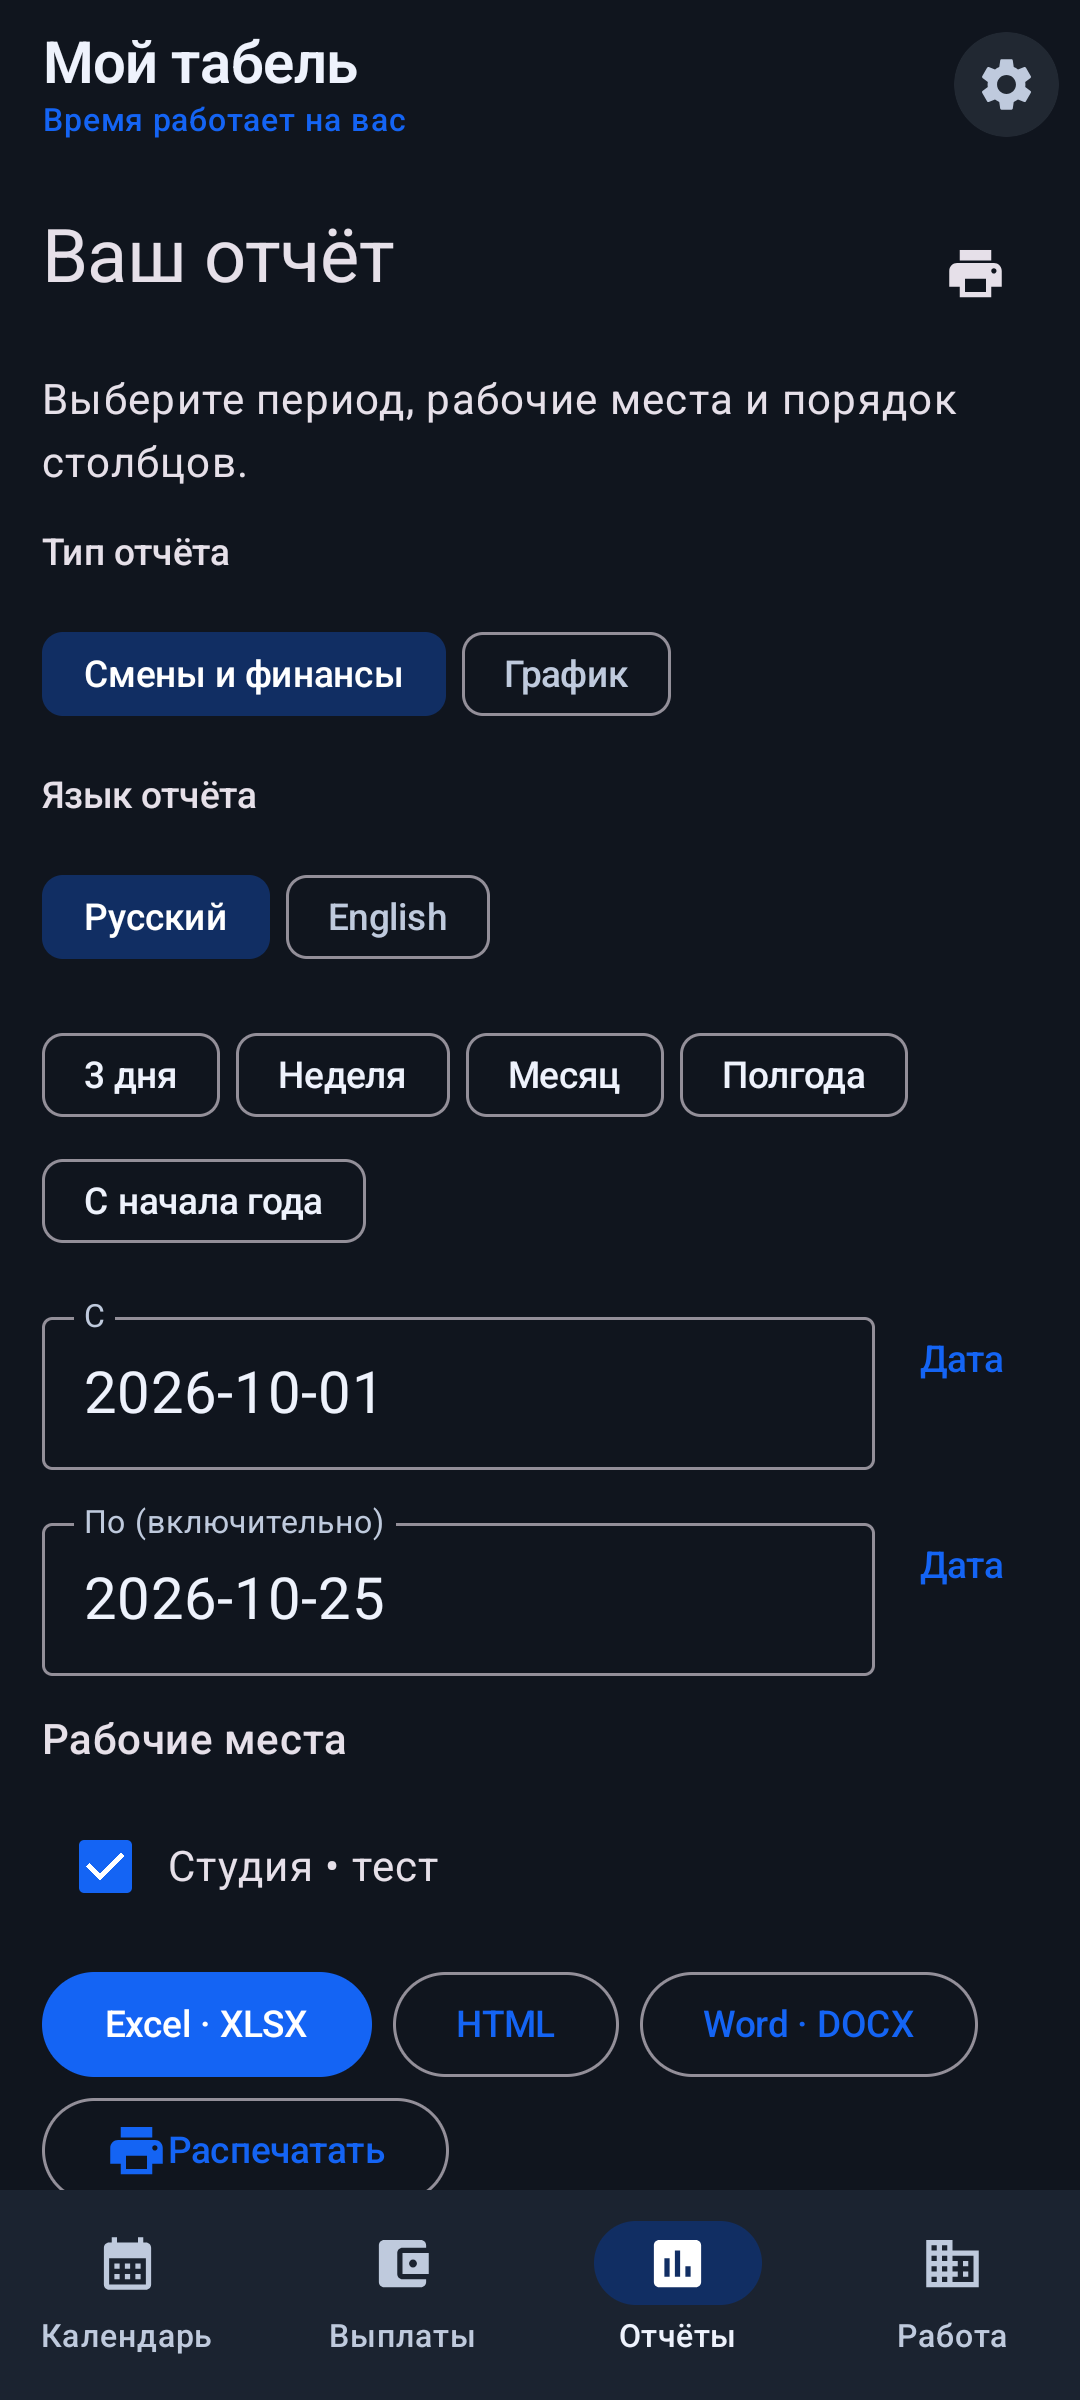 Мой табель
Время работает на вас
Ваш отчёт
Выберите период, рабочие места и порядок
столбцов.
Тип отчёта
Смены и финансы
График
Язык отчёта
Русский
English
3 дня
Неделя
Месяц
Полгода
С начала года
С
2026-10-01
Дата
По (включительно)
2026-10-25
Дата
Рабочие места
Студия • тест
Excel · XLSX
HTML
Word · DOCX
Распечатать
Календарь
Выплаты
Отчёты
Работа